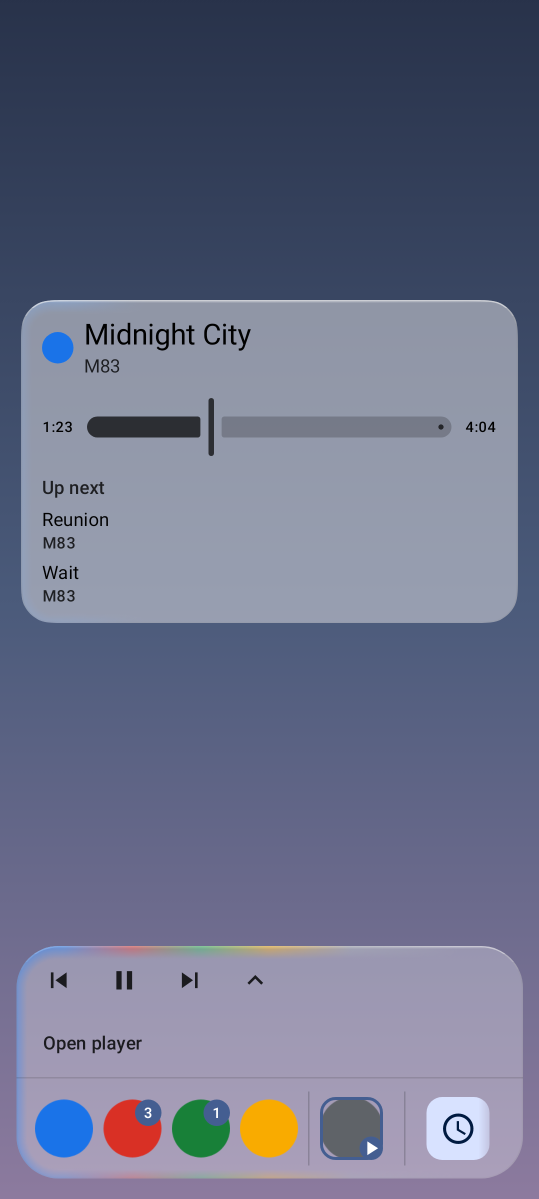 Midnight City
M83
1:23 4:04
Up next
Reunion
M83
Wait
M83
Open player
3 1